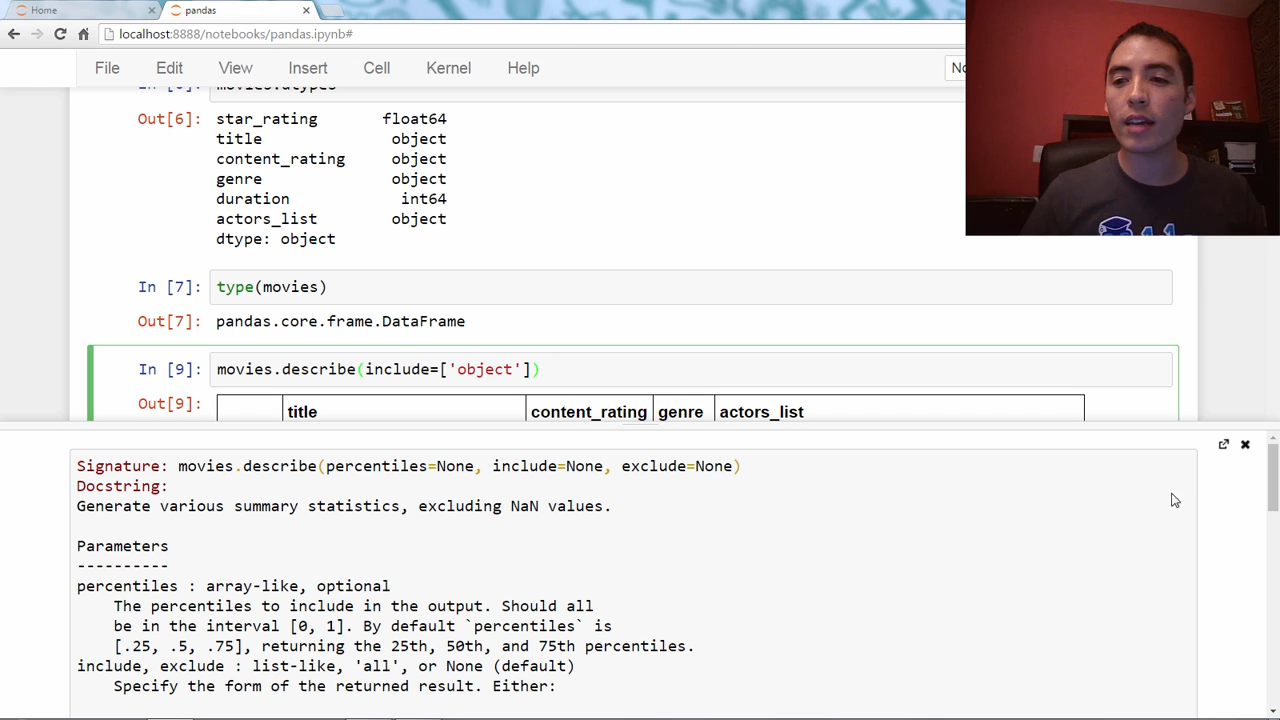 Home
pandas
localhost:8888/notebooks/pandas.ipynb#
File Edit View Insert Cell Kernel Help
movies.dtypes
Out[6]: star_rating float64
title object
content_rating object
genre object
duration int64
actors_list object
dtype: object
In [7]: type(movies)
Out[7]: pandas.core.frame.DataFrame
In [9]: movies.describe(include=['object'])
Out[9]: title content_rating genre actors_list
Signature: movies.describe(percentiles=None, include=None, exclude=None)
Docstring:
Generate various summary statistics, excluding NaN values.
Parameters
----------
percentiles : array-like, optional
The percentiles to include in the output. Should all
be in the interval [0, 1]. By default `percentiles` is
[.25, .5, .75], returning the 25th, 50th, and 75th percentiles.
include, exclude : list-like, 'all', or None (default)
Specify the form of the returned result. Either: